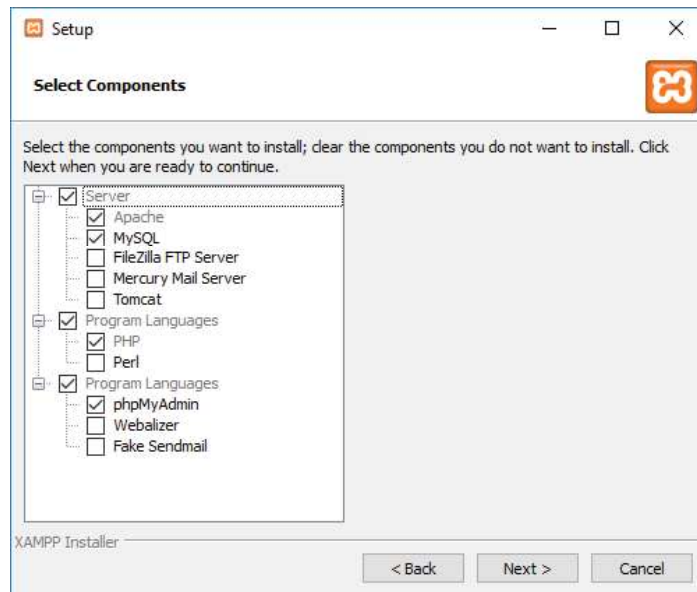 Setup
Select Components
Select the components you want to install; clear the components you do not want to install. Click
Next when you are ready to continue.
Server
Apache
MySQL
FileZilla FTP Server
Mercury Mail Server
Tomcat
Program Languages
PHP
Perl
Program Languages
phpMyAdmin
Webalizer
Fake Sendmail
XAMPP Installer
< Back Next > Cancel